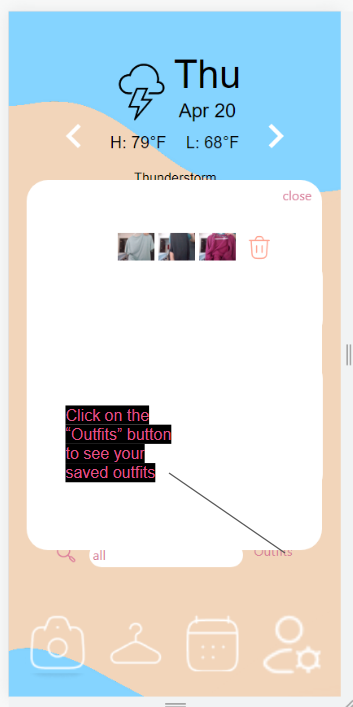 Thu
Apr 20
H: 79°F L: 68°F
Thunderstorm
close
Click on the
“Outfits” button
to see your
saved outfits
all
Outfits